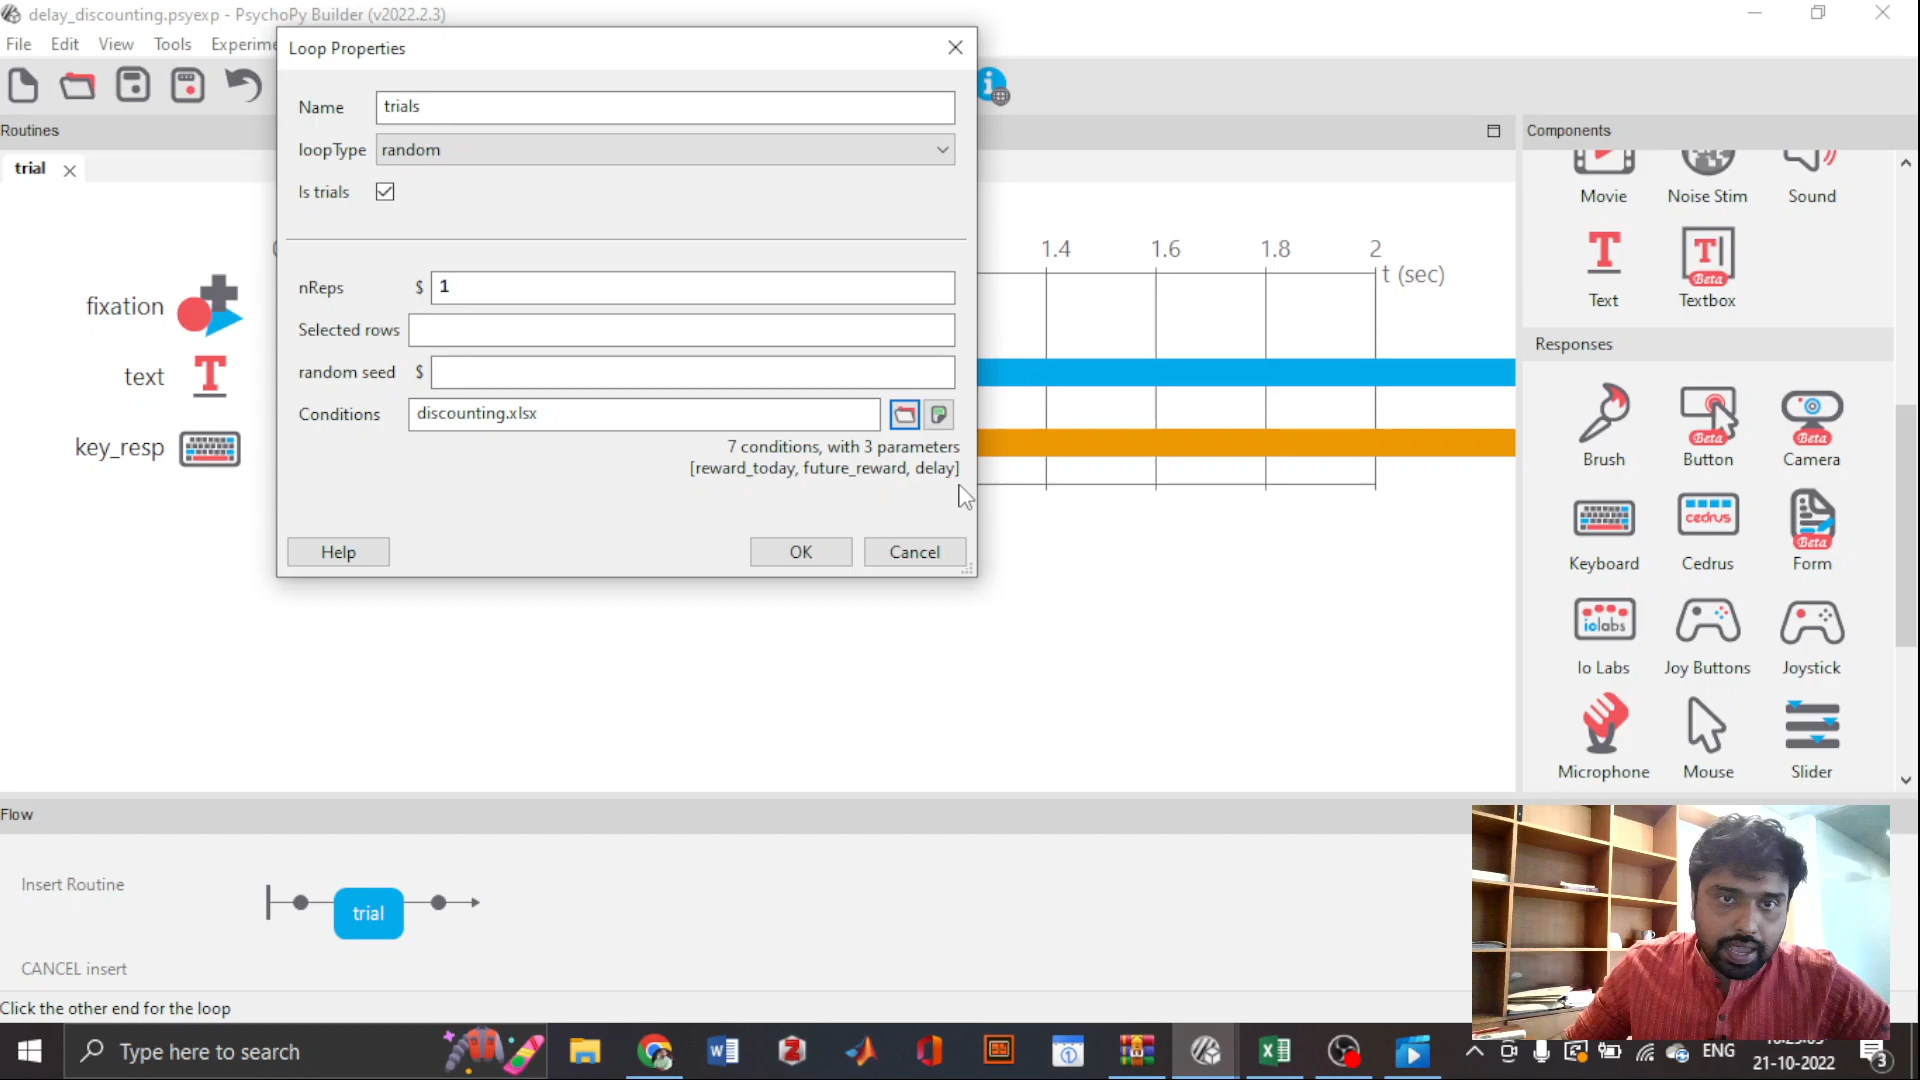 delay_discounting.psyexp - PsychoPy Builder (v2022.2.3)
File Edit View Tools
Loop Properties
Name trials
loopType random
Is trials
nReps $ 1
Selected rows
random seed $
Conditions discounting.xlsx
7 conditions, with 3 parameters
[reward_today, future_reward, delay]
Help OK Cancel
Routines
trial
fixation
text
key_resp
1.4 1.6 1.8 2
t (sec)
Components
Movie Noise Stim Sound
Text Textbox
Beta
Responses
Brush Button Camera
Beta Beta
Keyboard Cedrus Form
cedrus Beta
Io Labs Joy Buttons Joystick
iolabs
Microphone Mouse Slider
Flow
Insert Routine
trial
CANCEL insert
Click the other end for the loop
Type here to search
ENG
21-10-2022
3